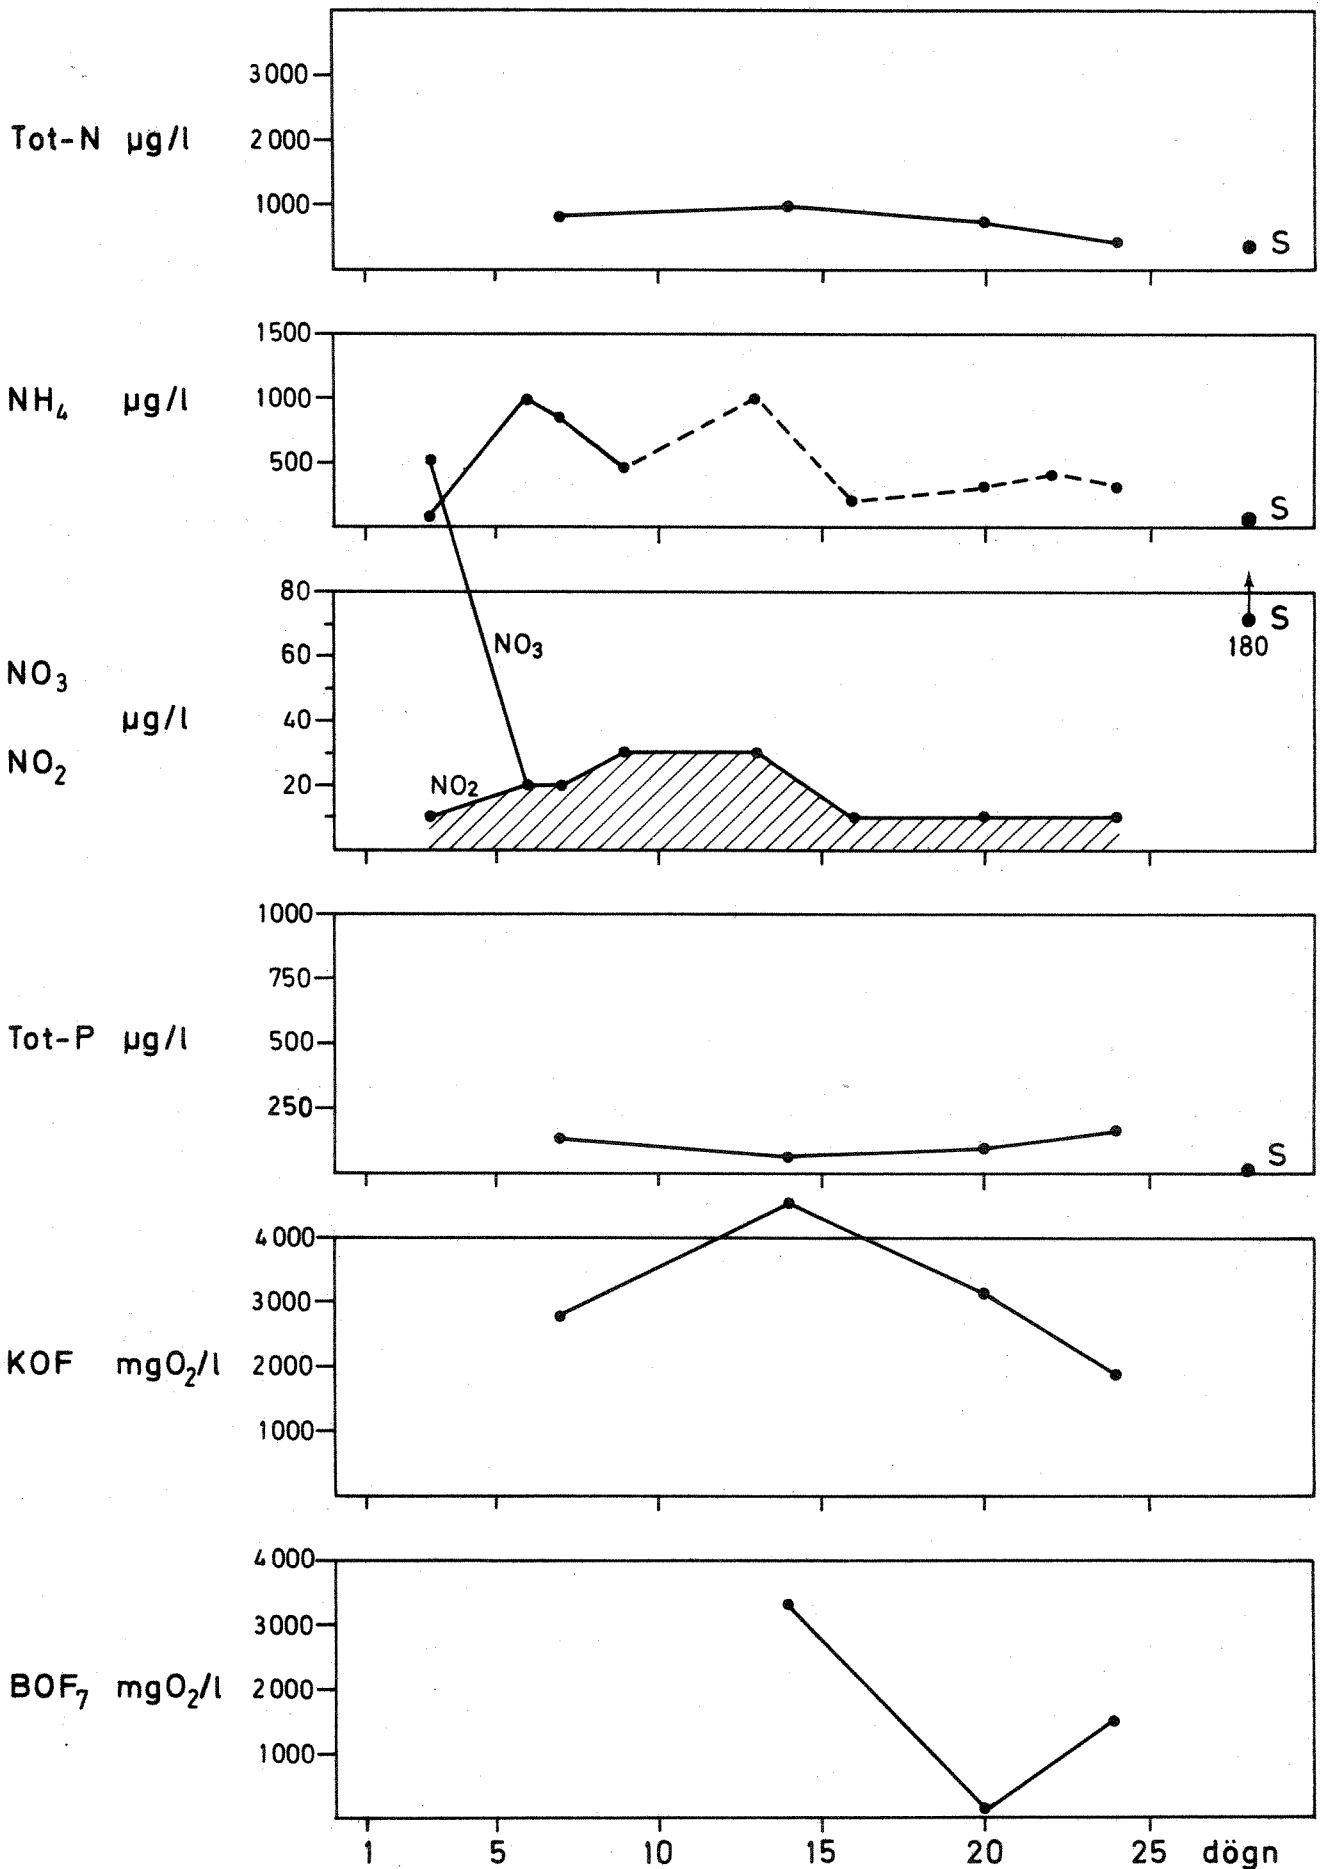 3000
Tot-N µg/l 2000
1000
S
1500
NH₄ µg/l 1000
500
S
80
S
NO₃
180
60
NO₃
µg/l
40
NO₂
NO₂
20
1000
750
Tot-P µg/l 500
250
S
4000
3000
KOF mgO₂/l 2000
1000
4000
3000
BOF₇ mgO₂/l 2000
1000
1 5 10 15 20 25 dögn